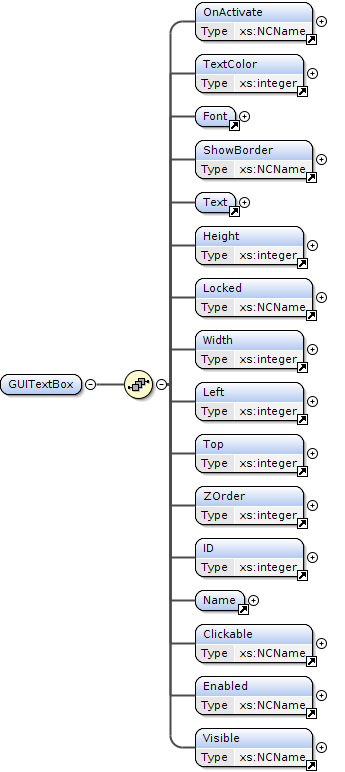 OnActivate
Type xs:NCName
TextColor
Type xs:integer
Font
ShowBorder
Type xs:NCName
Text
Height
Type xs:integer
Locked
Type xs:NCName
Width
Type xs:integer
GUITextBox
Left
Type xs:integer
Top
Type xs:integer
ZOrder
Type xs:integer
ID
Type xs:integer
Name
Clickable
Type xs:NCName
Enabled
Type xs:NCName
Visible
Type xs:NCName